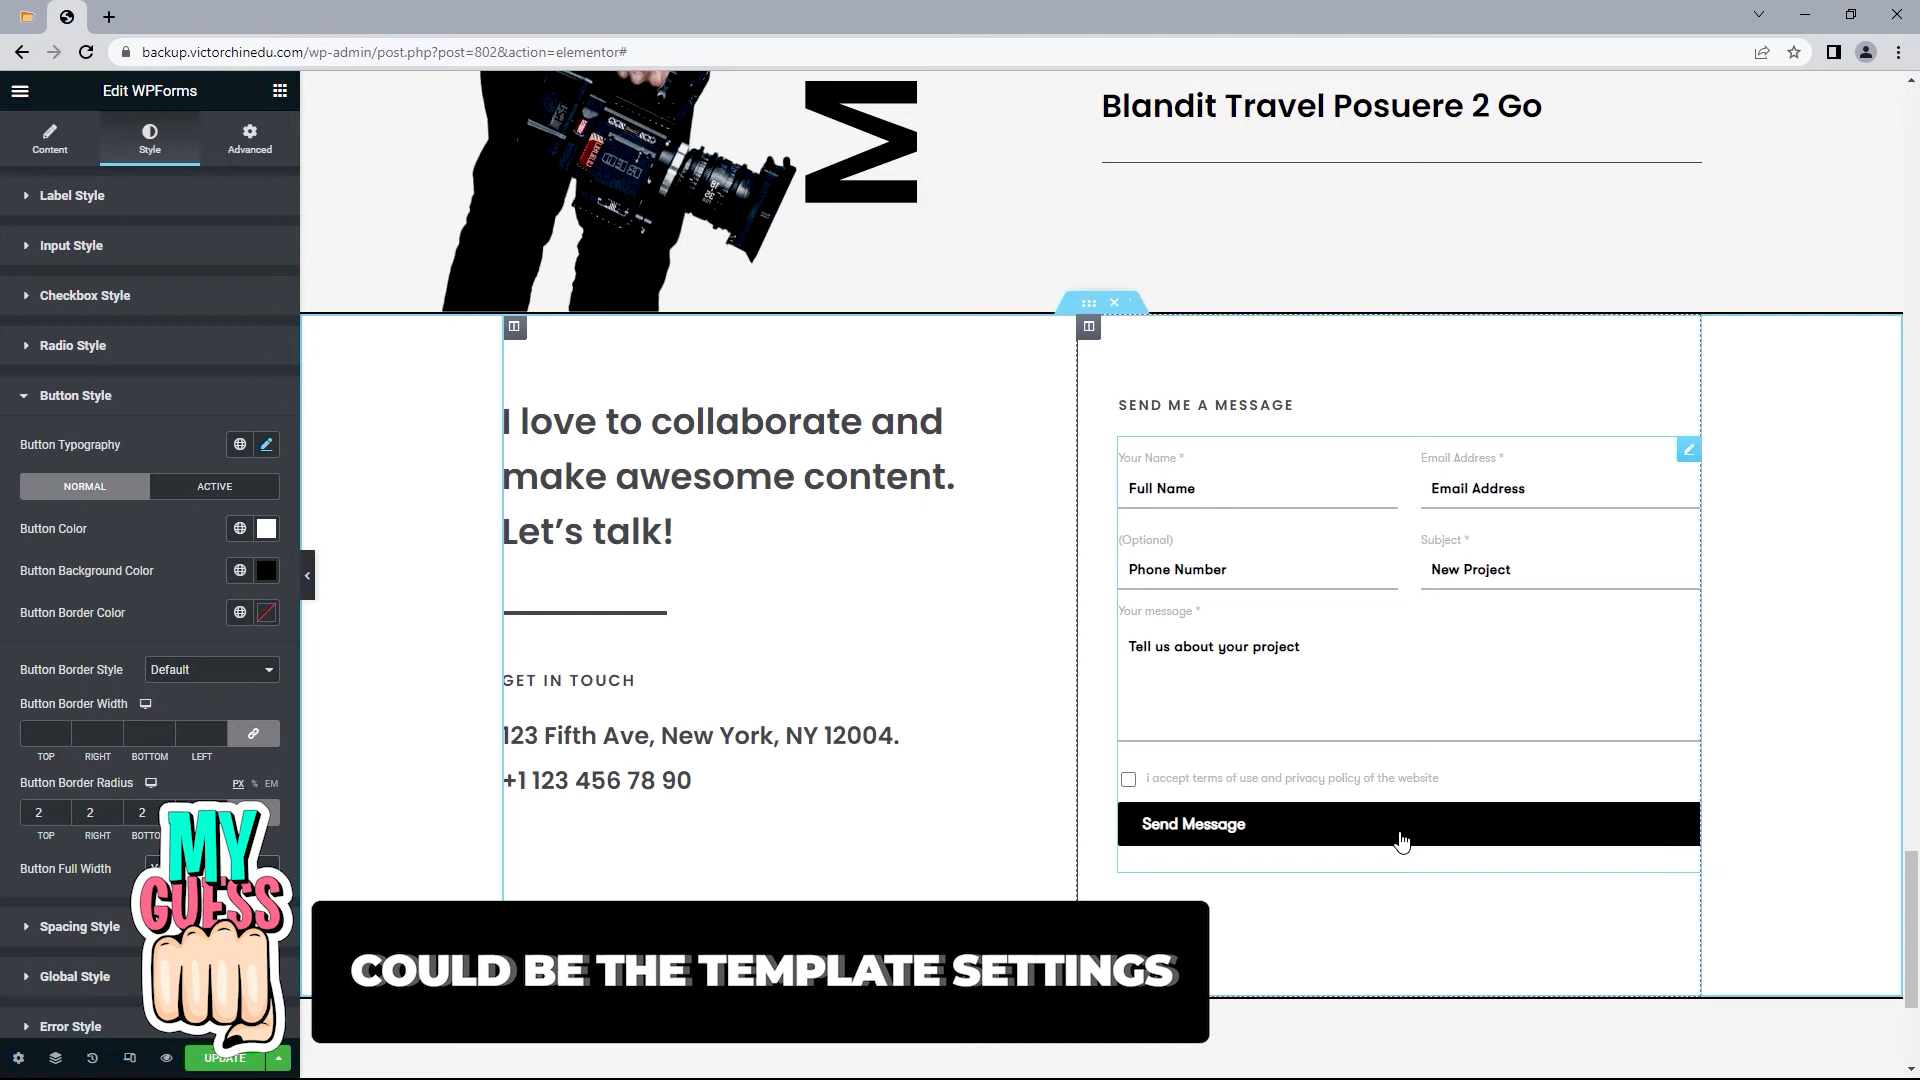 backup.victorchinedu.com/wp-admin/post.php?post=802&action=elementor#
Edit WPForms
Content
Style
Advanced
Label Style
Input Style
Checkbox Style
Radio Style
Button Style
Button Typography
NORMAL
ACTIVE
Button Color
Button Background Color
Button Border Color
Button Border Style
Default
Button Border Width
TOP RIGHT BOTTOM LEFT
Button Border Radius
PX % EM
2 2 2
TOP RIGHT
Button Full Width
Spacing Style
Global Style
Error Style
UPDATE
MY
GUESS
M
Blandit Travel Posuere 2 Go
I love to collaborate and
make awesome content.
Let’s talk!
GET IN TOUCH
123 Fifth Ave, New York, NY 12004.
+1 123 456 78 90
SEND ME A MESSAGE
Your Name *
Email Address *
Full Name
Email Address
(Optional)
Subject *
Phone Number
New Project
Your message *
Tell us about your project
i accept terms of use and privacy policy of the website
Send Message
COULD BE THE TEMPLATE SETTINGS